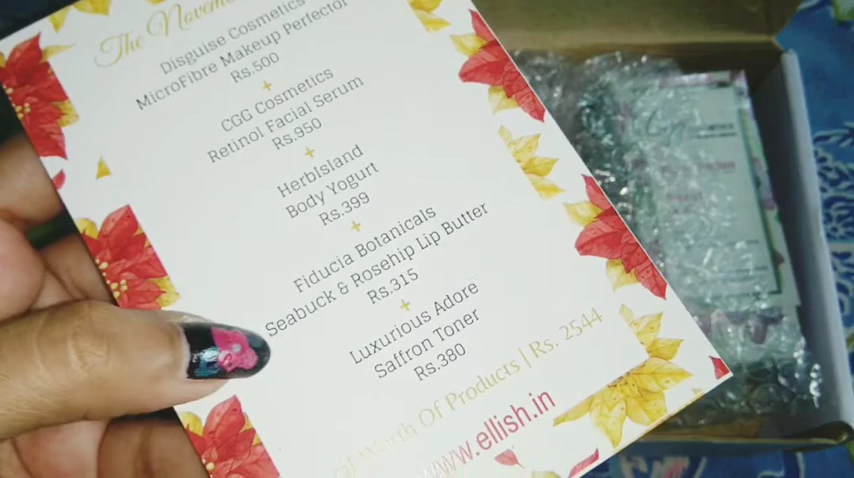 The Novem
Disguise Cosmetics
MicroFibre Makeup Perfector
Rs.500
+
CGG Cosmetics
Retinol Facial Serum
Rs.950
+
HerbIsland
Body Yogurt
Rs.399
+
Fiducia Botanicals
Seabuck & Rosehip Lip Butter
Rs.315
+
Luxurious Adore
Saffron Toner
Rs.380
Worth Of Products | Rs. 2544
www.ellish.in